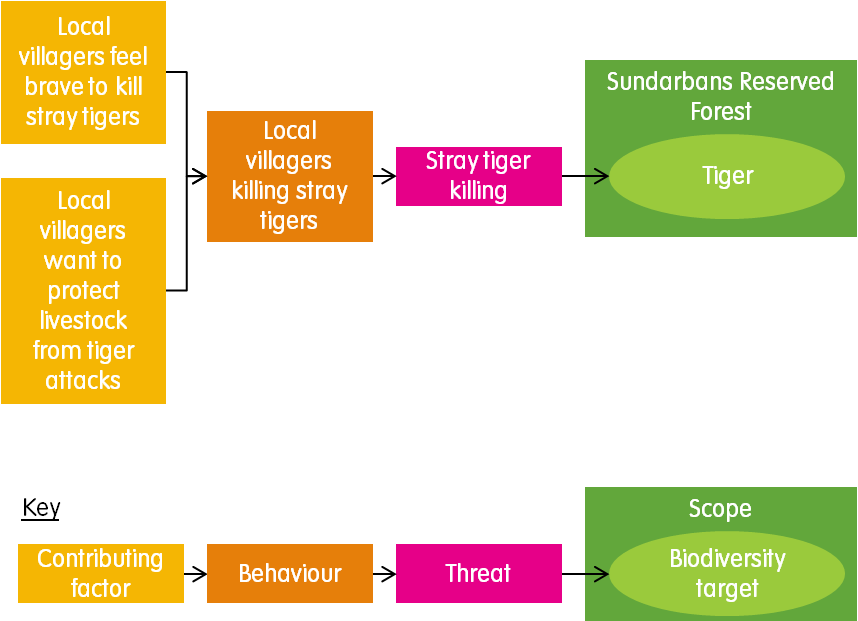 Local
villagers feel
brave to kill
stray tigers
Local
villagers
want to
protect
livestock
from tiger
attacks
Local
villagers
killing stray
tigers
Stray tiger
killing
Sundarbans Reserved
Forest
Tiger
Key
Contributing
factor
Behaviour
Threat
Scope
Biodiversity
target